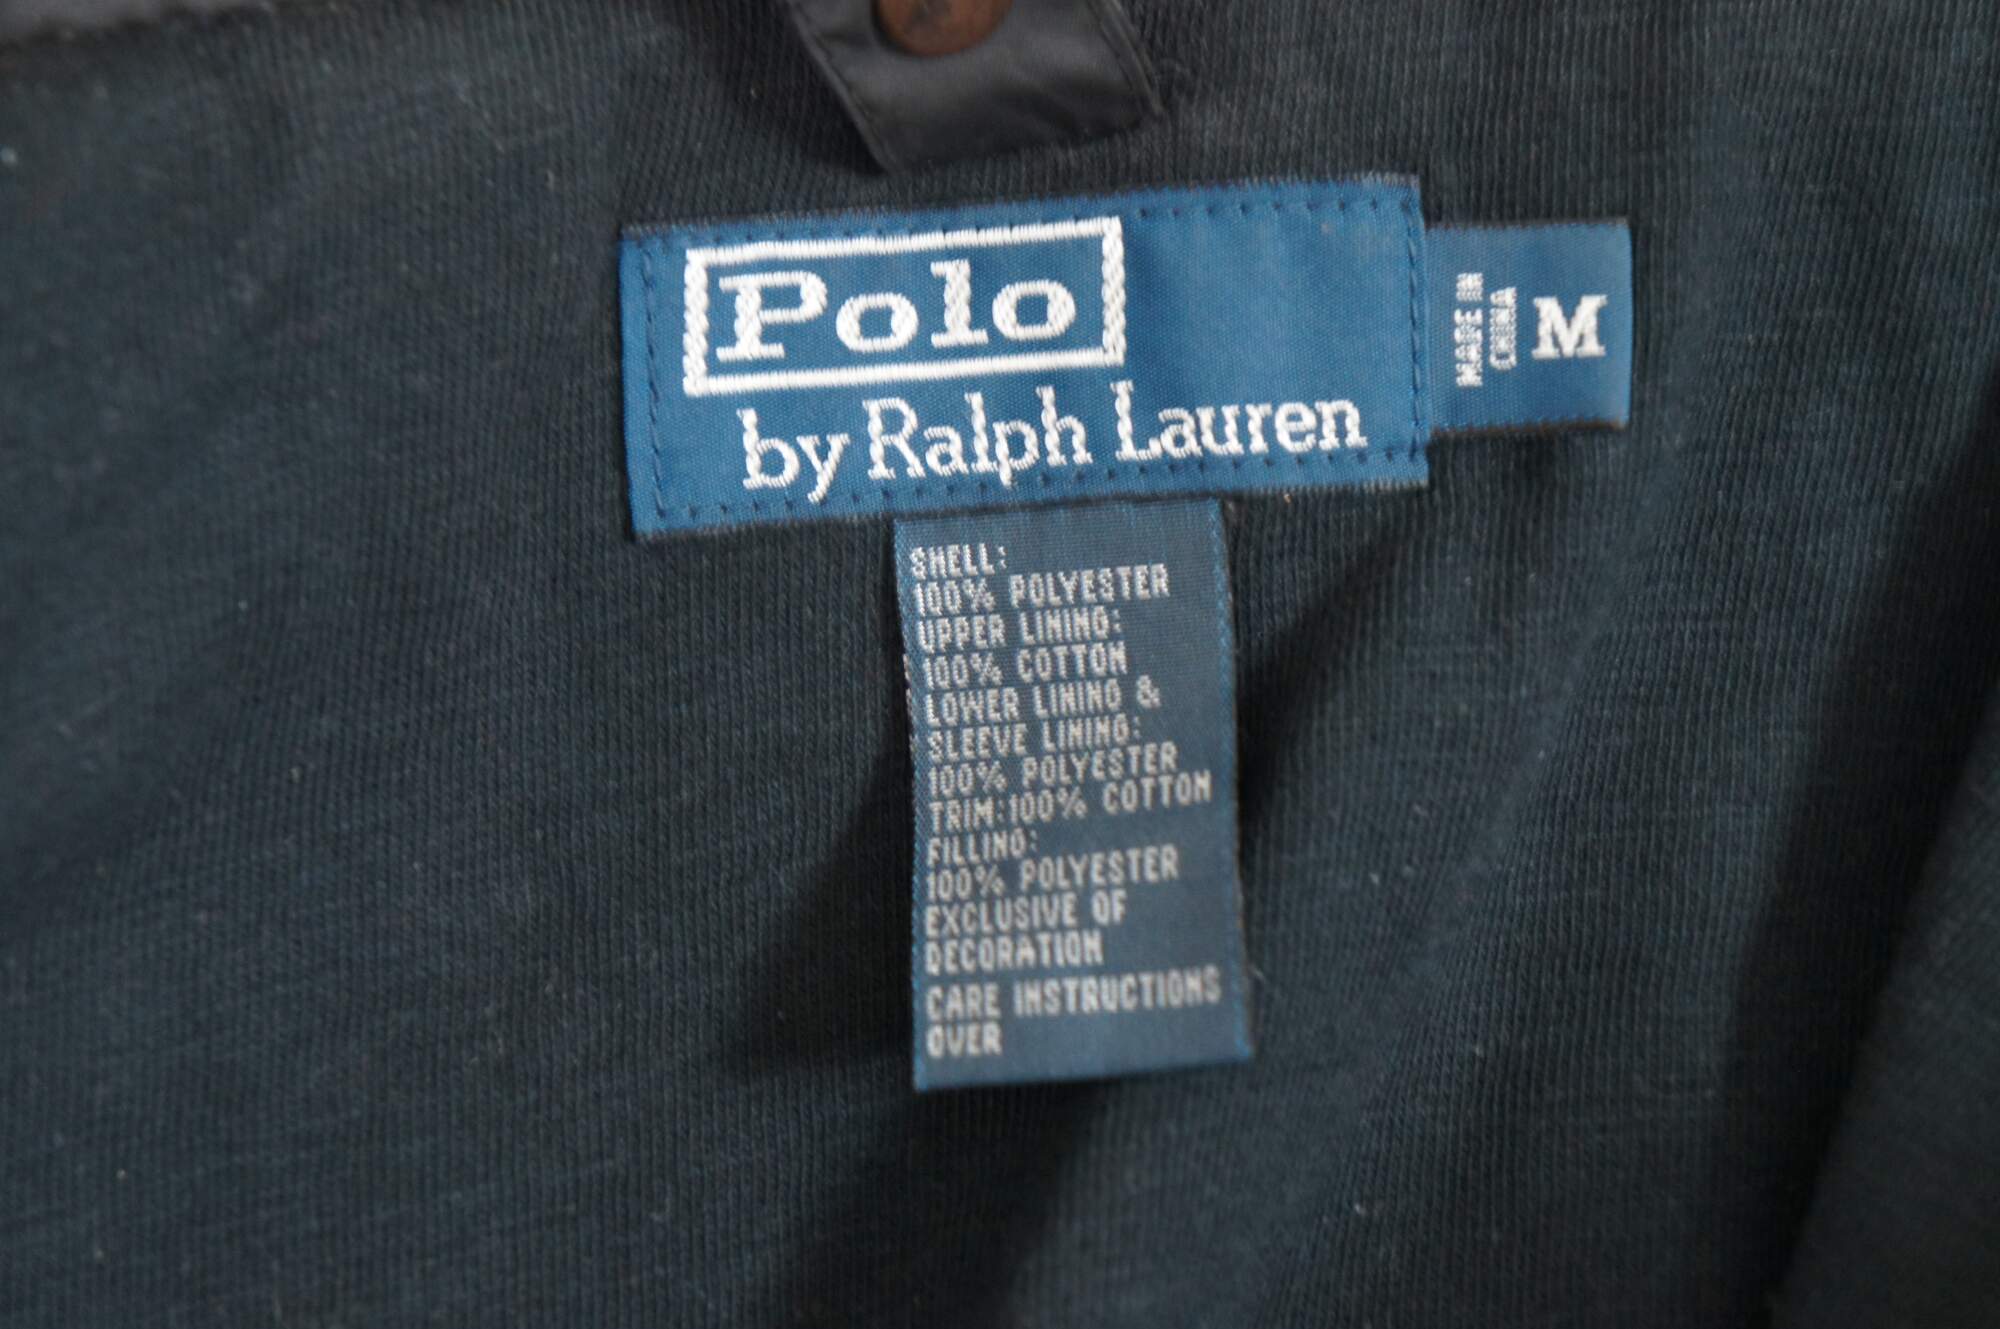 Polo
by Ralph Lauren
MADE IN
CHINA
M
SHELL:
100% POLYESTER
UPPER LINING:
100% COTTON
LOWER LINING &
SLEEVE LINING:
100% POLYESTER
TRIM:100% COTTON
FILLING:
100% POLYESTER
EXCLUSIVE OF
DECORATION
CARE INSTRUCTIONS
OVER